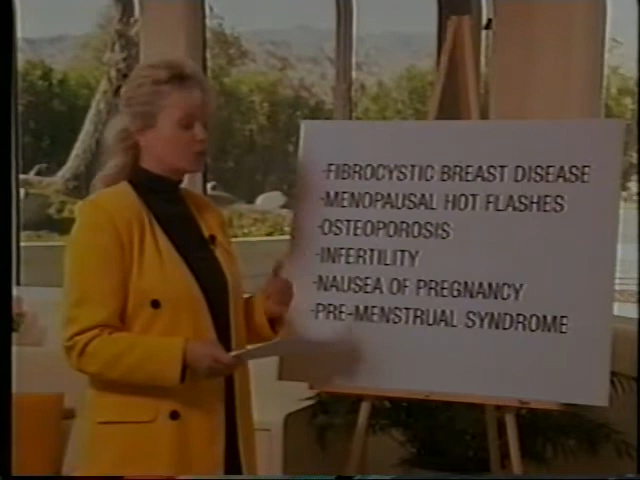 -FIBROCYSTIC BREAST DISEASE
-MENOPAUSAL HOT FLASHES
-OSTEOPOROSIS
-INFERTILITY
-NAUSEA OF PREGNANCY
-PRE-MENSTRUAL SYNDROME